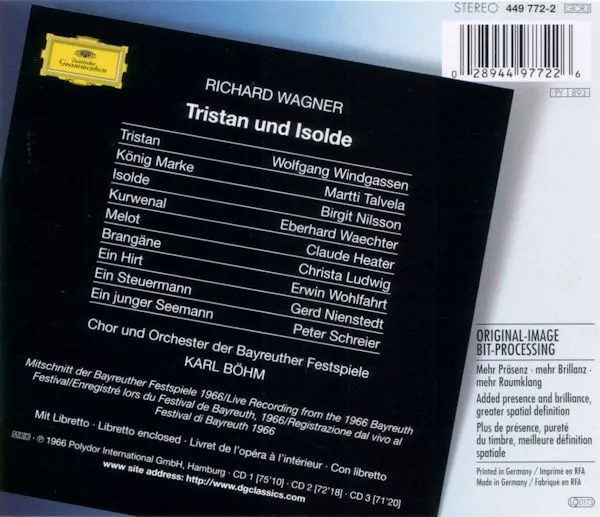 STEREO 449 772-2 GEOR3
Deutsche
Grammophon
0 28944 97722 6
PY 893
RICHARD WAGNER
Tristan und Isolde
Tristan Wolfgang Windgassen
König Marke Martti Talvela
Isolde Birgit Nilsson
Kurwenal Eberhard Waechter
Melot Claude Heater
Brangäne Christa Ludwig
Ein Hirt Erwin Wohlfahrt
Ein Steuermann Gerd Nienstedt
Ein junger Seemann Peter Schreier
Chor und Orchester der Bayreuther Festspiele
KARL BÖHM
Mitschnitt der Bayreuther Festspiele 1966/Live Recording from the 1966 Bayreuth
Festival/Enregistré lors du Festival de Bayreuth, 1966/Registrazione dal vivo al
Festival di Bayreuth 1966
Mit Libretto · Libretto enclosed · Livret de l'opéra à l'intérieur · Con libretto
ADD ℗ 1966 Polydor International GmbH, Hamburg · CD 1 [75'10] · CD 2 [72'18] · CD 3 [71'20]
www site address: http://www.dgclassics.com
ORIGINAL-IMAGE
BIT-PROCESSING
Mehr Präsenz · mehr Brillanz ·
mehr Raumklang
Added presence and brilliance,
greater spatial definition
Plus de présence, pureté
du timbre, meilleure définition
spatiale
Printed in Germany / Imprimé en RFA
Made in Germany / Fabriqué en RFA
LC 0173